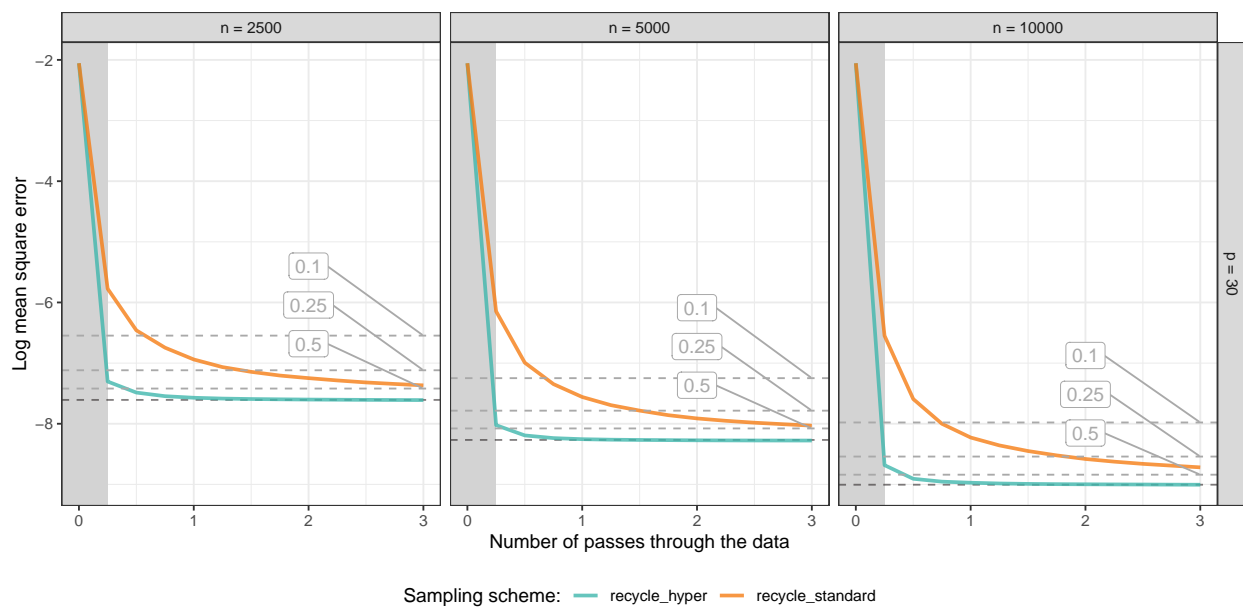 n = 2500
n = 5000
n = 10000
p = 30
Log mean square error
−2
−4
−6
−8
0.1
0.25
0.5
0.1
0.25
0.5
0.1
0.25
0.5
0 1 2 3
0 1 2 3
0 1 2 3
Number of passes through the data
Sampling scheme: recycle_hyper recycle_standard